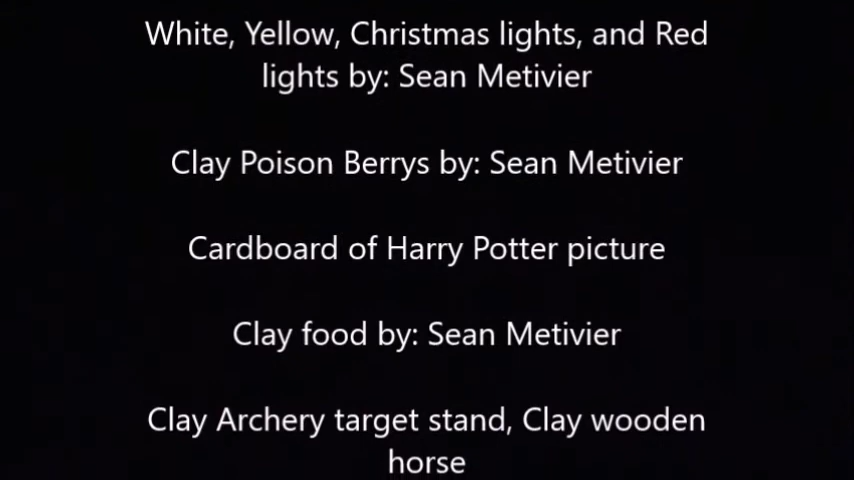 White, Yellow, Christmas lights, and Red
lights by: Sean Metivier
Clay Poison Berrys by: Sean Metivier
Cardboard of Harry Potter picture
Clay food by: Sean Metivier
Clay Archery target stand, Clay wooden
horse